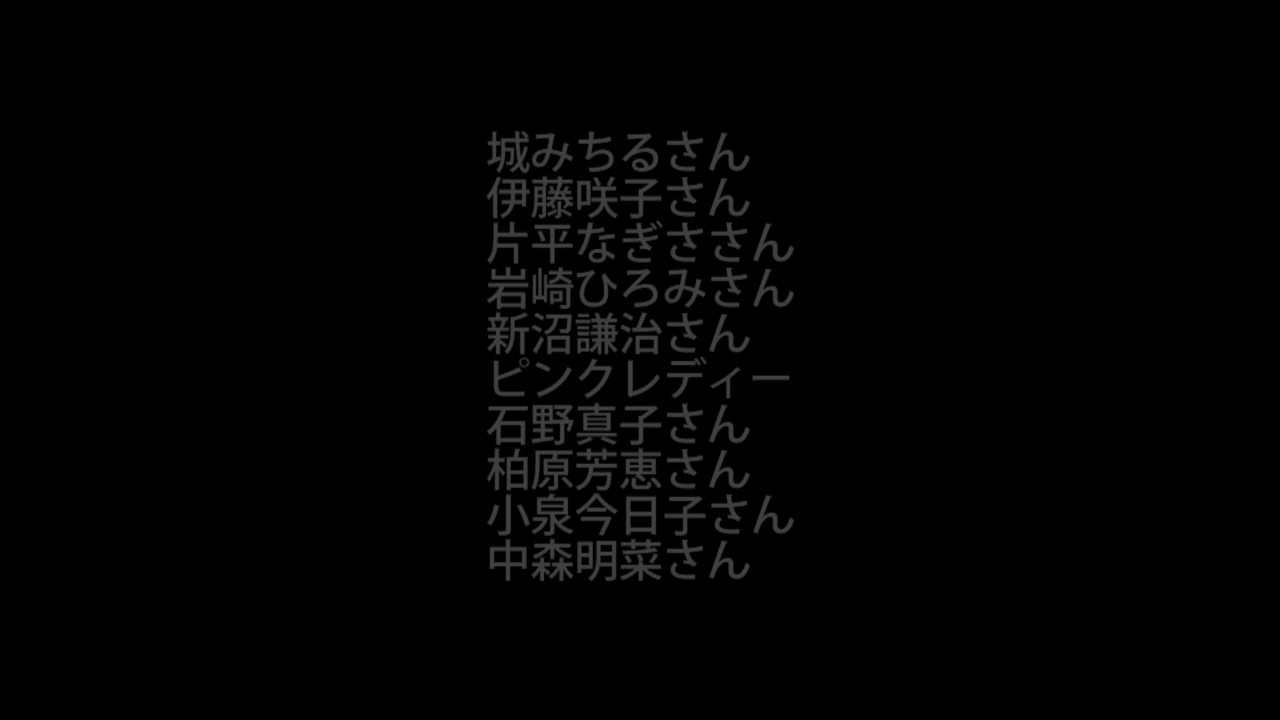 城みちるさん
伊藤咲子さん
片平なぎささん
岩崎ひろみさん
新沼謙治さん
ピンクレディー
石野真子さん
柏原芳恵さん
小泉今日子さん
中森明菜さん